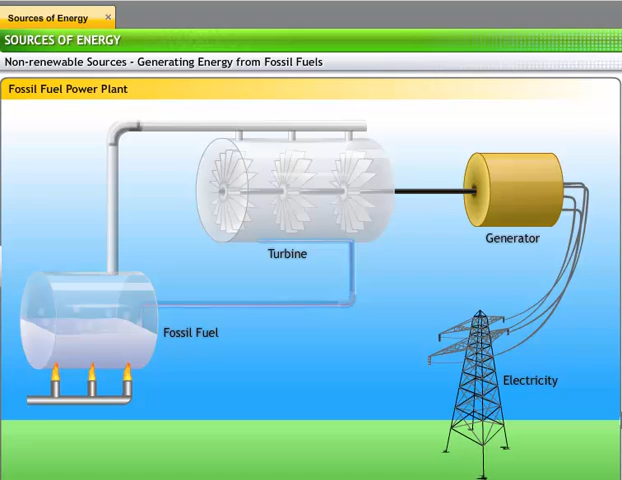 Sources of Energy
SOURCES OF ENERGY
Non-renewable Sources - Generating Energy from Fossil Fuels
Fossil Fuel Power Plant
Generator
Turbine
Fossil Fuel
Electricity